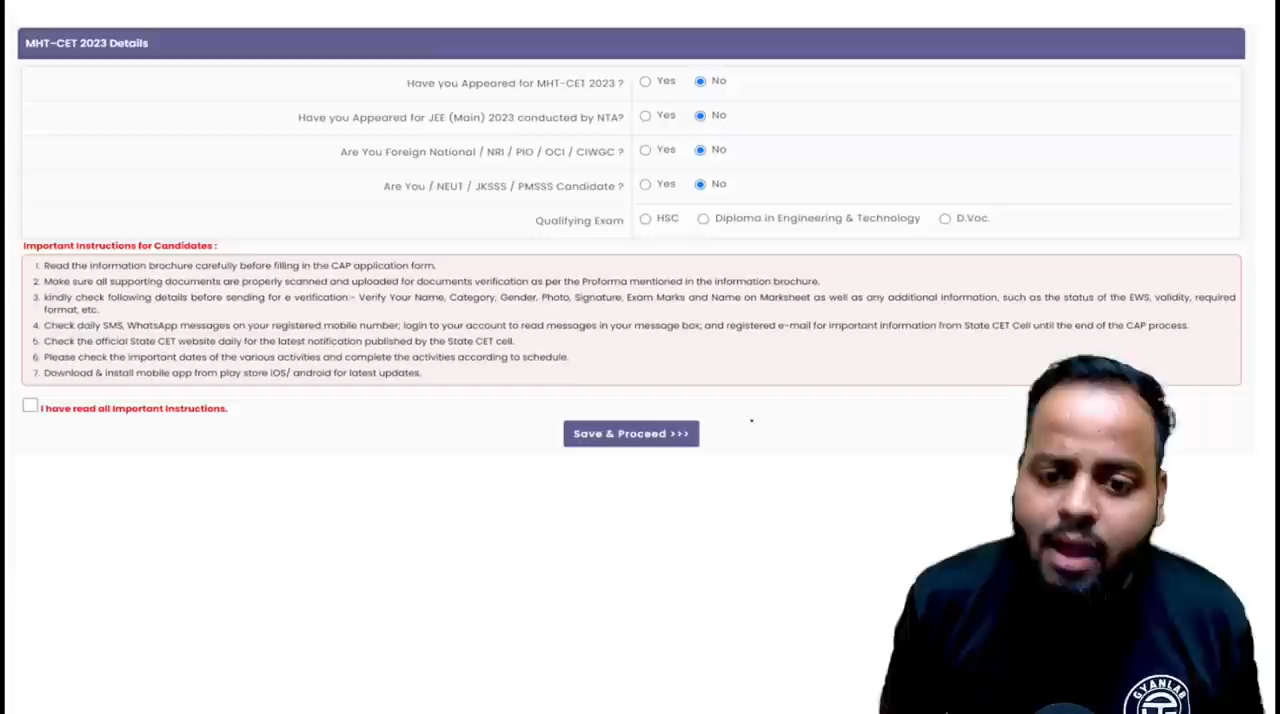 MHT-CET 2023 Details
Have you Appeared for MHT-CET 2023 ? Yes No
Have you Appeared for JEE (Main) 2023 conducted by NTA? Yes No
Are You Foreign National / NRI / PIO / OCI / CIWGC ? Yes No
Are You / NEUT / JKSSS / PMSSS Candidate ? Yes No
Qualifying Exam HSC Diploma in Engineering & Technology D.Voc.
Important Instructions for Candidates :
1. Read the information brochure carefully before filling in the CAP application form.
2. Make sure all supporting documents are properly scanned and uploaded for documents verification as per the Proforma mentioned in the information brochure.
3. kindly check following details before sending for e verification:- Verify Your Name, Category, Gender, Photo, Signature, Exam Marks and Name on Marksheet as well as any additional information, such as the status of the EWS, validity, required
format, etc.
4. Check daily SMS, WhatsApp messages on your registered mobile number; login to your account to read messages in your message box; and registered e-mail for important information from State CET Cell until the end of the CAP process.
5. Check the official State CET website daily for the latest notification published by the State CET cell.
6. Please check the important dates of the various activities and complete the activities according to schedule.
7. Download & install mobile app from play store iOS/ android for latest updates.
I have read all Important Instructions.
Save & Proceed >>>
GYANLAB